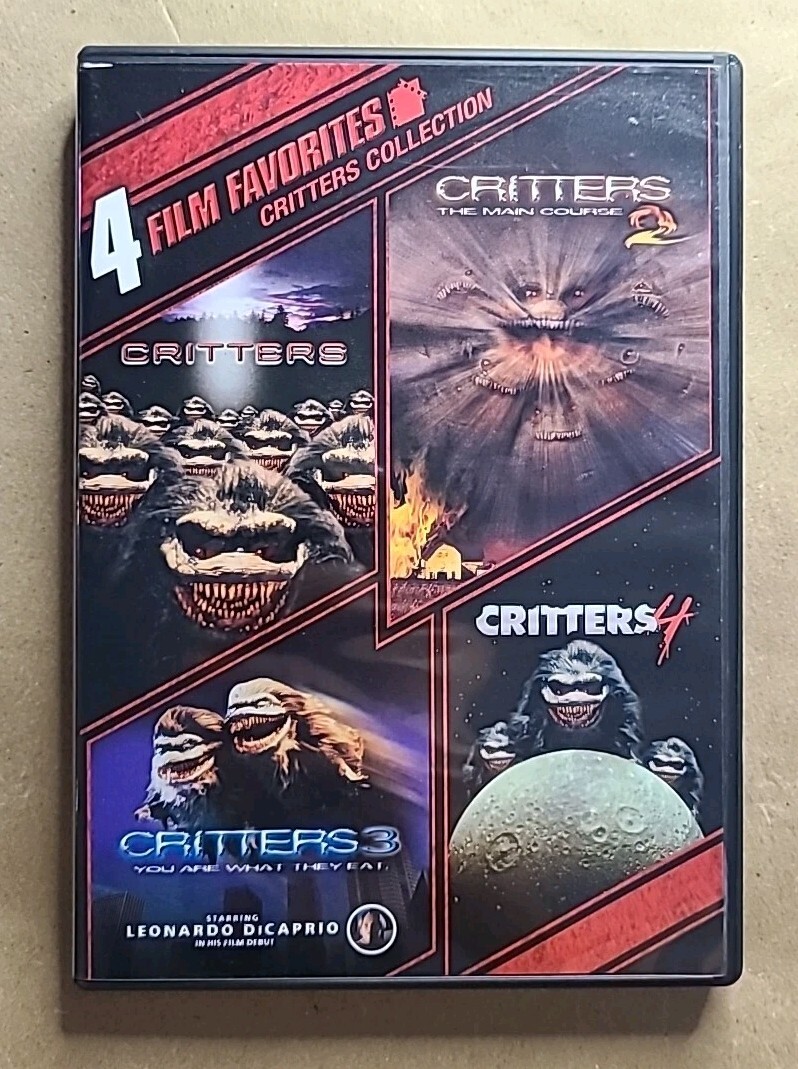 4 FILM FAVORITES
CRITTERS COLLECTION
CRITTERS
THE MAIN COURSE 2
CRITTERS
CRITTERS 4
CRITTERS 3
YOU ARE WHAT THEY EAT.
STARRING
LEONARDO DiCAPRIO
IN HIS FILM DEBUT